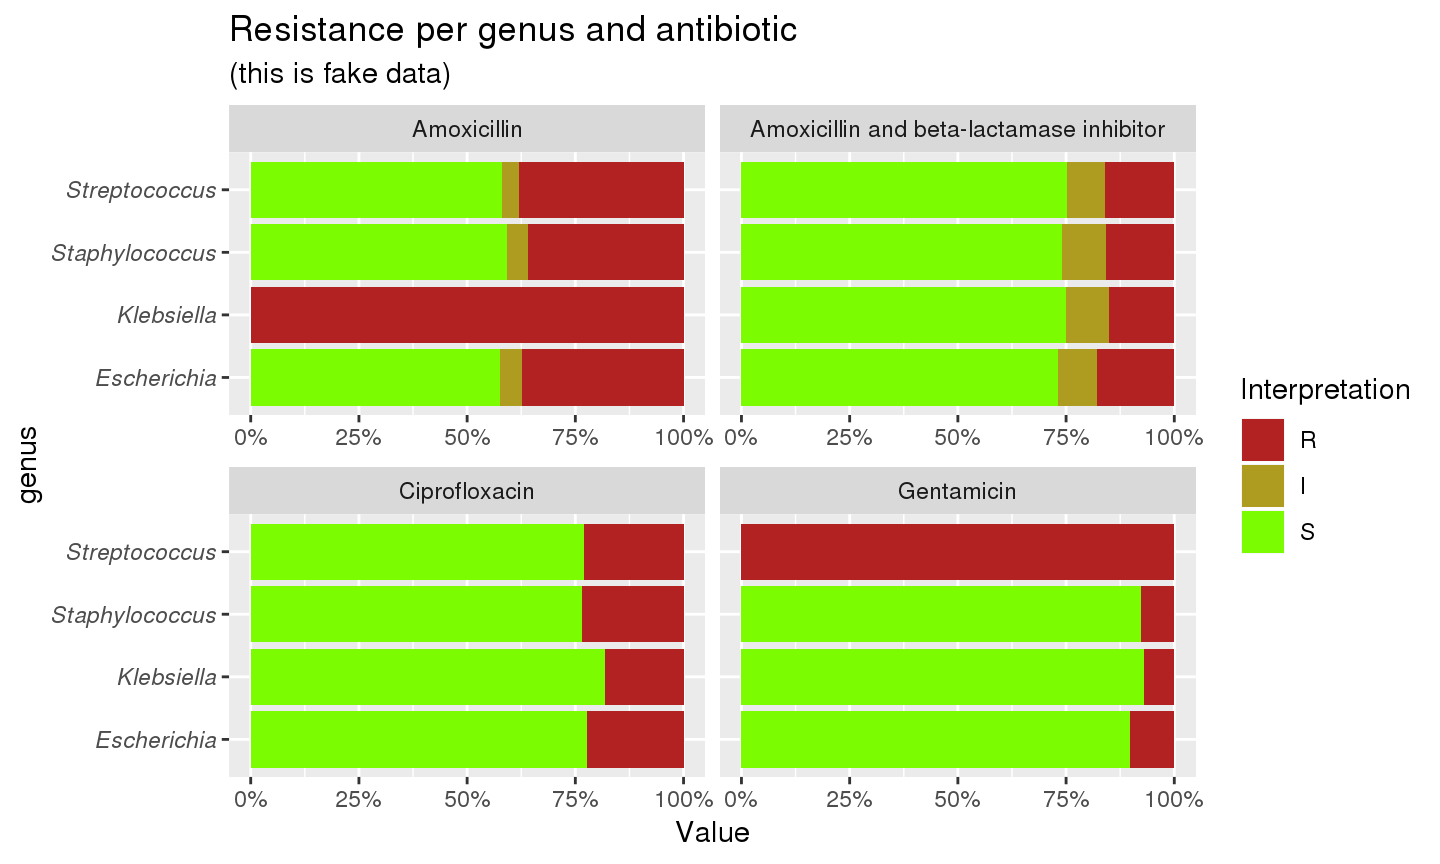 Resistance per genus and antibiotic
(this is fake data)
Amoxicillin
Amoxicillin and beta-lactamase inhibitor
Streptococcus
Staphylococcus
Klebsiella
Escherichia
0% 25% 50% 75% 100%
0% 25% 50% 75% 100%
Ciprofloxacin
Gentamicin
Streptococcus
Staphylococcus
Klebsiella
Escherichia
0% 25% 50% 75% 100%
0% 25% 50% 75% 100%
Value
genus
Interpretation
R
I
S